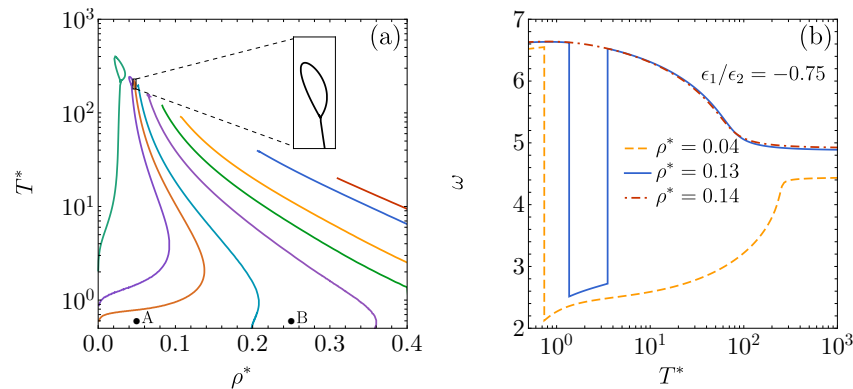 (a)
T*
10³
10²
10¹
10⁰
A
B
0.0 0.1 0.2 0.3 0.4
ρ*
(b)
ω
7
6
5
4
3
2
ϵ₁/ϵ₂ = −0.75
ρ* = 0.04
ρ* = 0.13
ρ* = 0.14
10⁰ 10¹ 10² 10³
T*